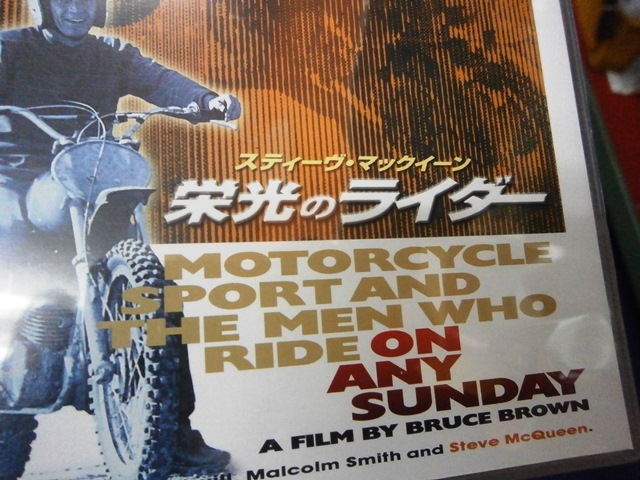 スティーヴ・マックイーン
栄光のライダー
MOTORCYCLE
SPORT AND
THE MEN WHO
RIDE ON
ANY
SUNDAY
A FILM BY BRUCE BROWN
Malcolm Smith and Steve McQueen.